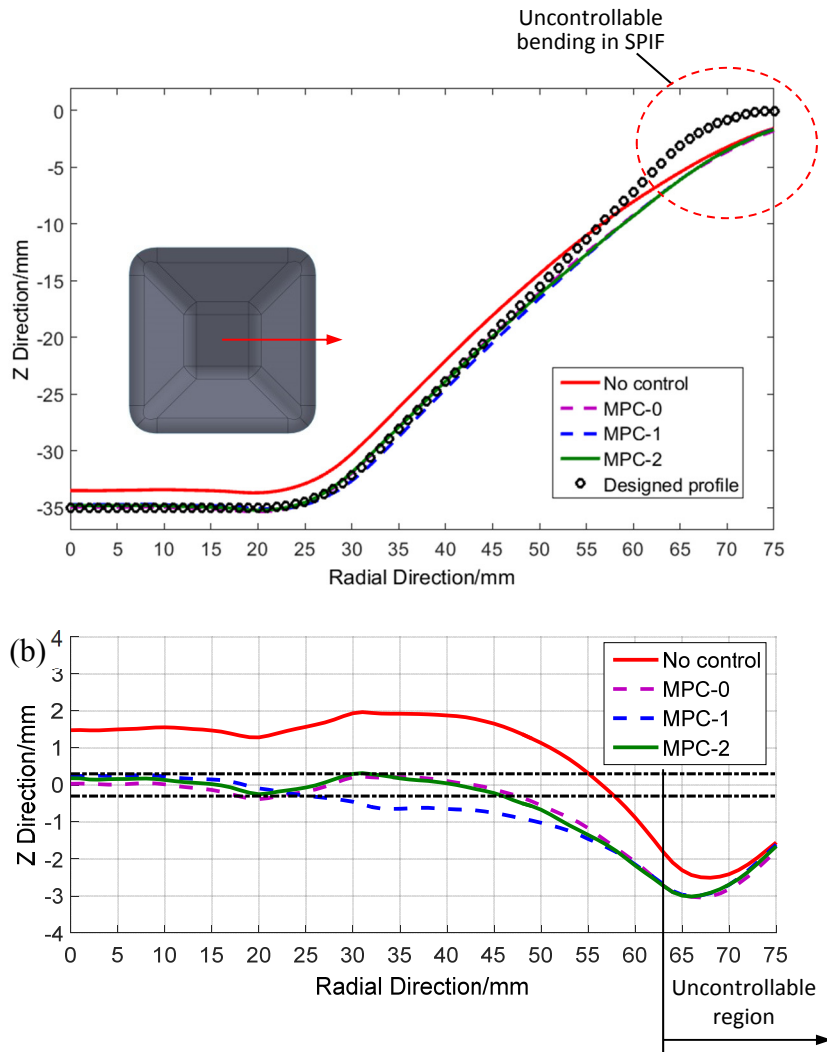 Uncontrollable
bending in SPIF
0
-5
-10
-15
-20
-25
-30
-35
Z Direction/mm
No control
MPC-0
MPC-1
MPC-2
Designed profile
0 5 10 15 20 25 30 35 40 45 50 55 60 65 70 75
Radial Direction/mm
(b)
4
3
2
1
0
-1
-2
-3
-4
Z Direction/mm
No control
MPC-0
MPC-1
MPC-2
0 5 10 15 20 25 30 35 40 45 50 55 60 65 70 75
Radial Direction/mm
Uncontrollable
region